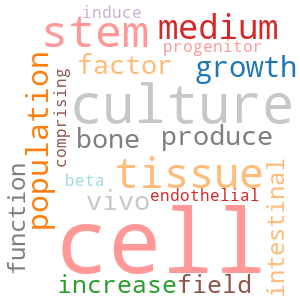 induce
stem
medium
progenitor
factor
growth
population
comprising
culture
bone
produce
tissue
function
beta
endothelial
vivo
intestinal
cell
increase
field